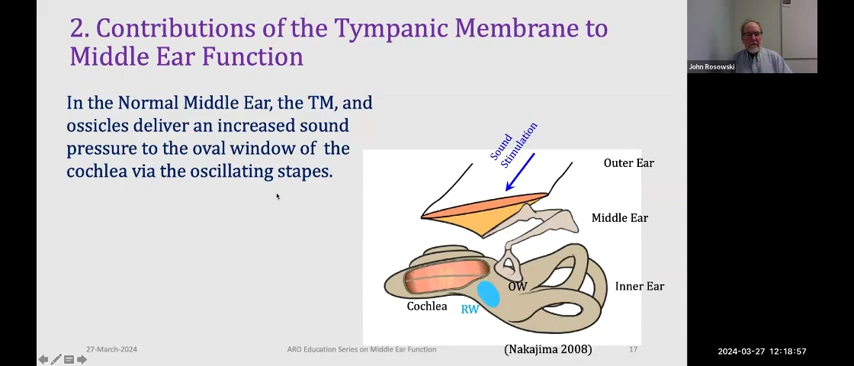 2. Contributions of the Tympanic Membrane to
Middle Ear Function
In the Normal Middle Ear, the TM, and
ossicles deliver an increased sound
pressure to the oval window of the
cochlea via the oscillating stapes.
Sound
Stimulation
Outer Ear
Middle Ear
OW
Inner Ear
Cochlea
RW
27-March-2024
ARO Education Series on Middle Ear Function
(Nakajima 2008)
17
John Rosowski
2024-03-27 12:18:57